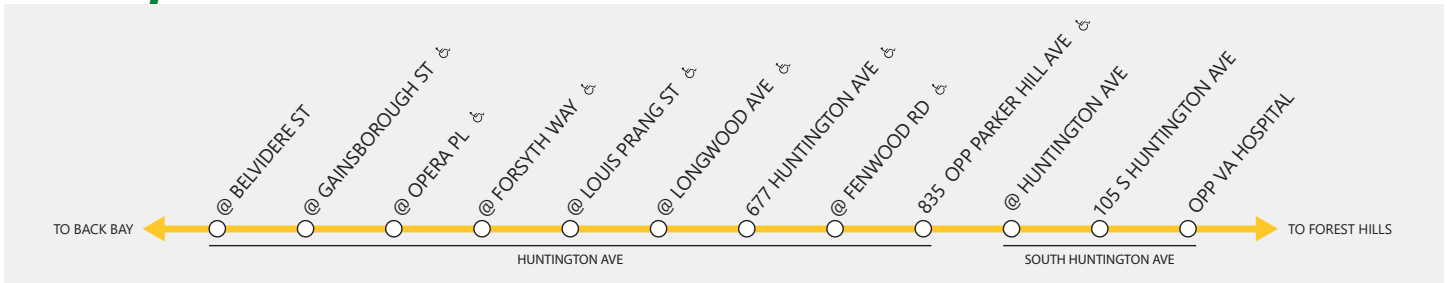 @ BELVIDERE ST
@ GAINSBOROUGH ST
@ OPERA PL
@ FORSYTH WAY
@ LOUIS PRANG ST
@ LONGWOOD AVE
677 HUNTINGTON AVE
@ FENWOOD RD
835 OPP PARKER HILL AVE
@ HUNTINGTON AVE
105 S HUNTINGTON AVE
OPP VA HOSPITAL
TO BACK BAY
TO FOREST HILLS
HUNTINGTON AVE
SOUTH HUNTINGTON AVE